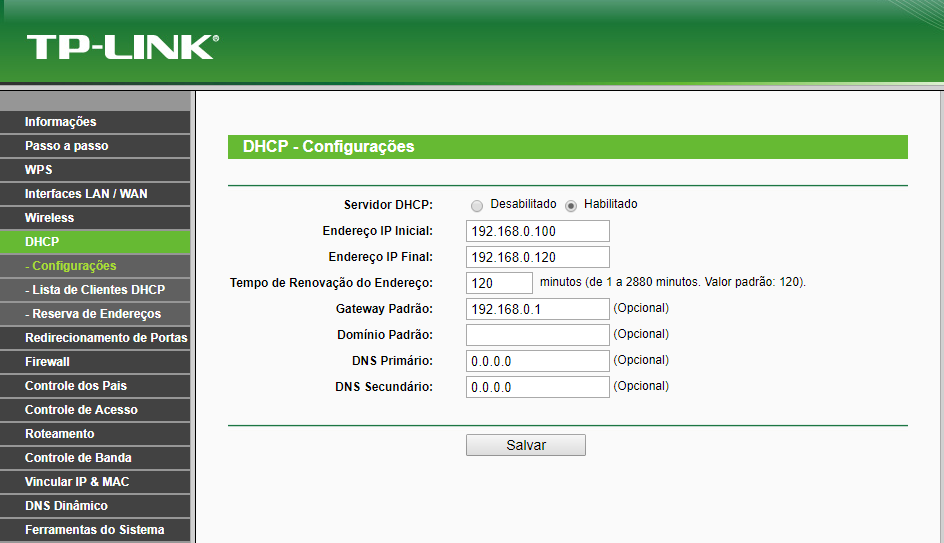 TP-LINK®
Informações
Passo a passo
WPS
Interfaces LAN / WAN
Wireless
DHCP
- Configurações
- Lista de Clientes DHCP
- Reserva de Endereços
Redirecionamento de Portas
Firewall
Controle dos Pais
Controle de Acesso
Roteamento
Controle de Banda
Vincular IP & MAC
DNS Dinâmico
Ferramentas do Sistema
DHCP - Configurações
Servidor DHCP: Desabilitado Habilitado
Endereço IP Inicial: 192.168.0.100
Endereço IP Final: 192.168.0.120
Tempo de Renovação do Endereço: 120 minutos (de 1 a 2880 minutos. Valor padrão: 120).
Gateway Padrão: 192.168.0.1 (Opcional)
Domínio Padrão: (Opcional)
DNS Primário: 0.0.0.0 (Opcional)
DNS Secundário: 0.0.0.0 (Opcional)
Salvar